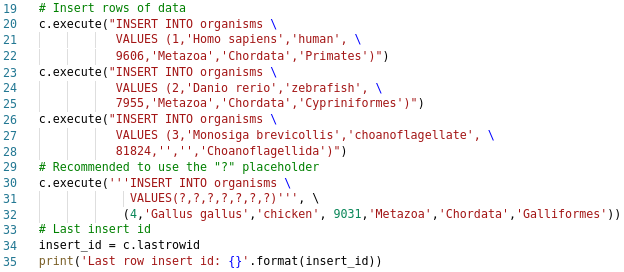 19 # Insert rows of data
20 c.execute("INSERT INTO organisms \
21 VALUES (1,'Homo sapiens','human', \
22 9606,'Metazoa','Chordata','Primates')")
23 c.execute("INSERT INTO organisms \
24 VALUES (2,'Danio rerio','zebrafish', \
25 7955,'Metazoa','Chordata','Cypriniformes')")
26 c.execute("INSERT INTO organisms \
27 VALUES (3,'Monosiga brevicollis','choanoflagellate', \
28 81824,'','','Choanoflagellida')")
29 # Recommended to use the "?" placeholder
30 c.execute('''INSERT INTO organisms \
31 VALUES(?,?,?,?,?,?,?)''', \
32 (4,'Gallus gallus','chicken', 9031,'Metazoa','Chordata','Galliformes'))
33 # Last insert id
34 insert_id = c.lastrowid
35 print('Last row insert id: {}'.format(insert_id))